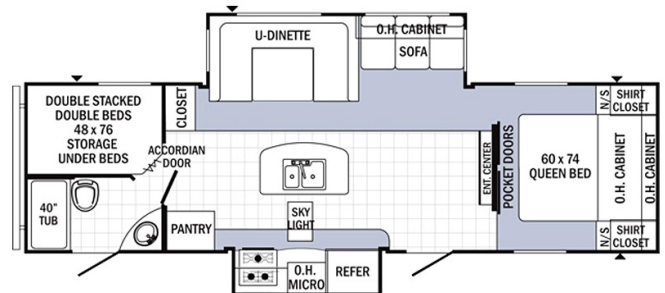 U-DINETTE
O.H. CABINET
SOFA
DOUBLE STACKED
DOUBLE BEDS
48 x 76
STORAGE
UNDER BEDS
CLOSET
ACCORDIAN
DOOR
40"
TUB
PANTRY
SKY
LIGHT
O.H.
MICRO
REFER
ENT. CENTER
POCKET DOORS
60 x 74
QUEEN BED
N/S
SHIRT
CLOSET
O.H. CABINET
O.H. CABINET
N/S
SHIRT
CLOSET